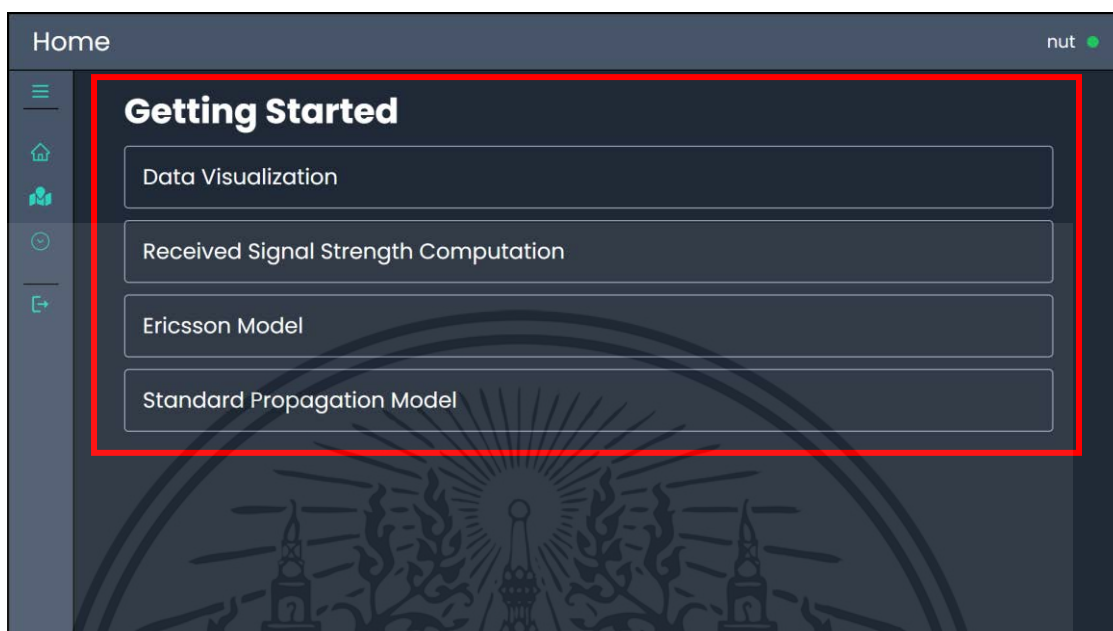 Home
nut
Getting Started
Data Visualization
Received Signal Strength Computation
Ericsson Model
Standard Propagation Model